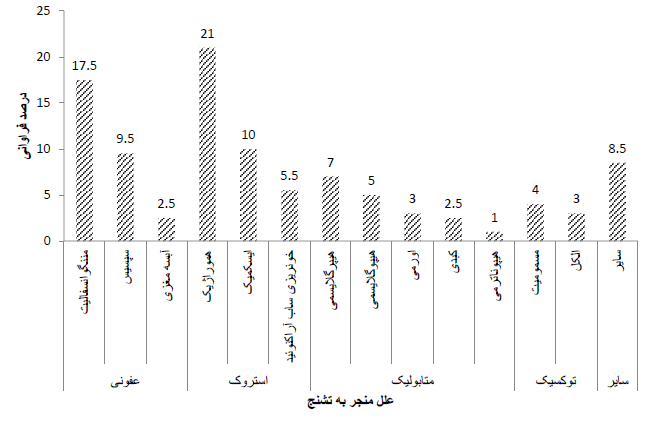 درصد فراوانی
25
20
15
10
5
0
17.5
9.5
2.5
21
10
5.5
7
5
3
2.5
1
4
3
8.5
مننگوانسفالیت
سپسیس
آبسه مغزی
هموراژیک
ایسکمیک
خونریزی ساب آراکنوئید
هیپرگلایسمی
هیپوگلایسمی
اورمی
کبدی
هیپوناترمی
مسمومیت
الکل
سایر
عفونی
استروک
متابولیک
توکسیک
سایر
علل منجر به تشنج